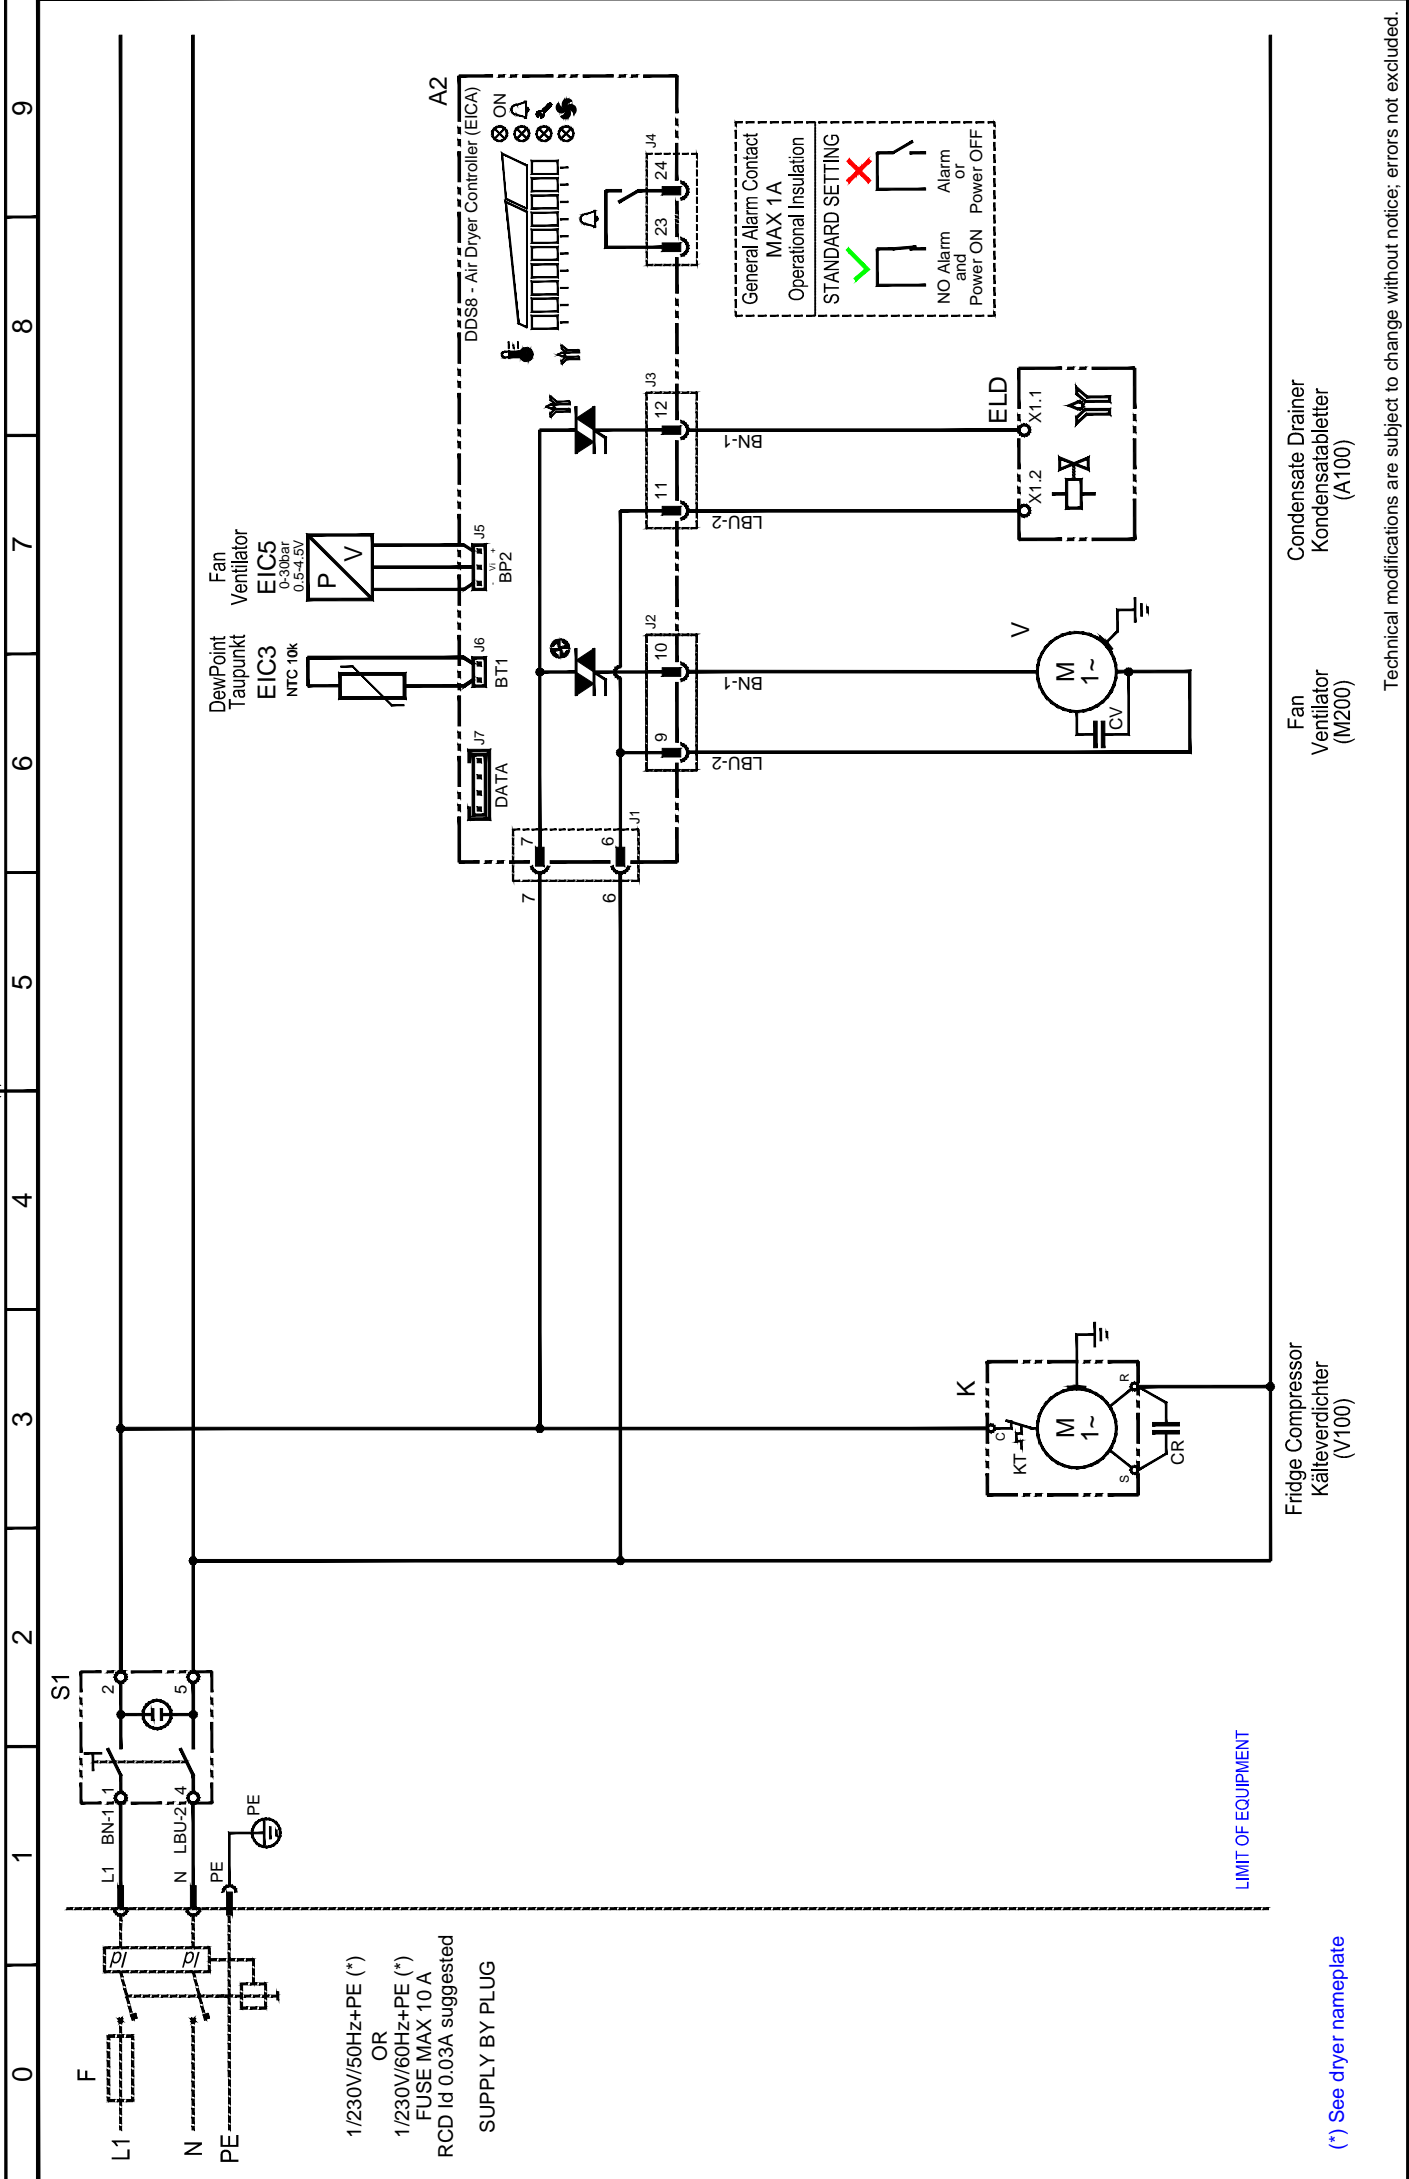 0
1
2
3
4
5
6
7
8
9
F
L1
N
PE
Id
Id
L1
BN-1
N
LBU-2
PE
PE
S1
1
2
4
5
1/230V/50Hz+PE (*)
OR
1/230V/60Hz+PE (*)
FUSE MAX 10 A
RCD Id 0.03A suggested
SUPPLY BY PLUG
LIMIT OF EQUIPMENT
(*) See dryer nameplate
K
C
KT
M
1~
S
R
CR
Fridge Compressor
Kälteverdichter
(V100)
7
6
7
6
J1
DATA
J7
DewPoint
Taupunkt
EIC3
NTC 10k
J6
BT1
Fan
Ventilator
EIC5
0-30bar
0.5-4.5V
P
V
J5
- Vi +
BP2
A2
DDS8 - Air Dryer Controller (EICA)
ON
9
10
J2
LBU-2
BN-1
11
12
J3
LBU-2
BN-1
23
24
J4
General Alarm Contact
MAX 1A
Operational Insulation
STANDARD SETTING
NO Alarm
and
Power ON
Alarm
or
Power OFF
V
M
1~
CV
Fan
Ventilator
(M200)
ELD
X1.2
X1.1
Condensate Drainer
Kondensatabletter
(A100)
Technical modifications are subject to change without notice; errors not excluded.